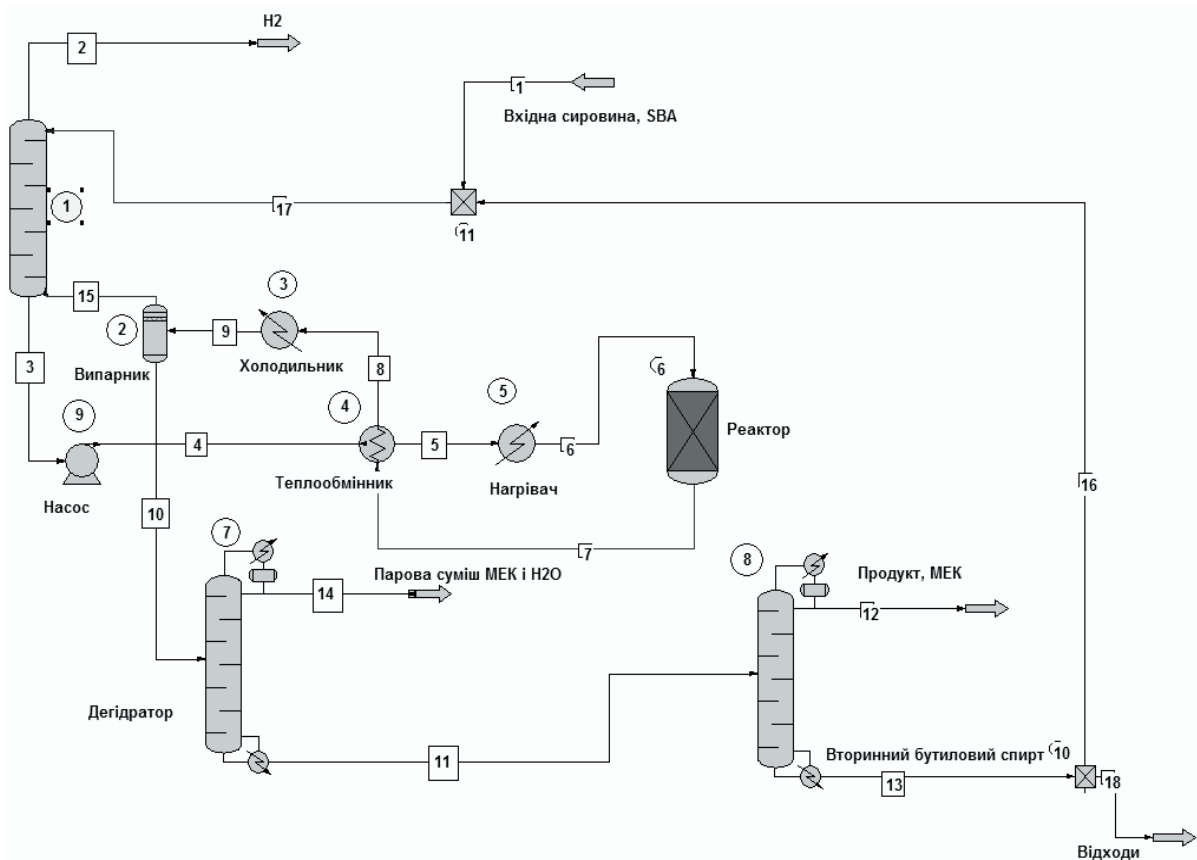 H2
2
1
Вхідна сировина, SBA
1
17
11
3
15
2
9
6
Випарник
Холодильник
8
3
4
5
9
4
5
6
Реактор
Теплообмінник
Нагрівач
Насос
10
7
7
8
Парова суміш МЕК і H2O
14
Продукт, МЕК
12
16
Дегідратор
11
Вторинний бутиловий спирт
10
13
18
Відходи